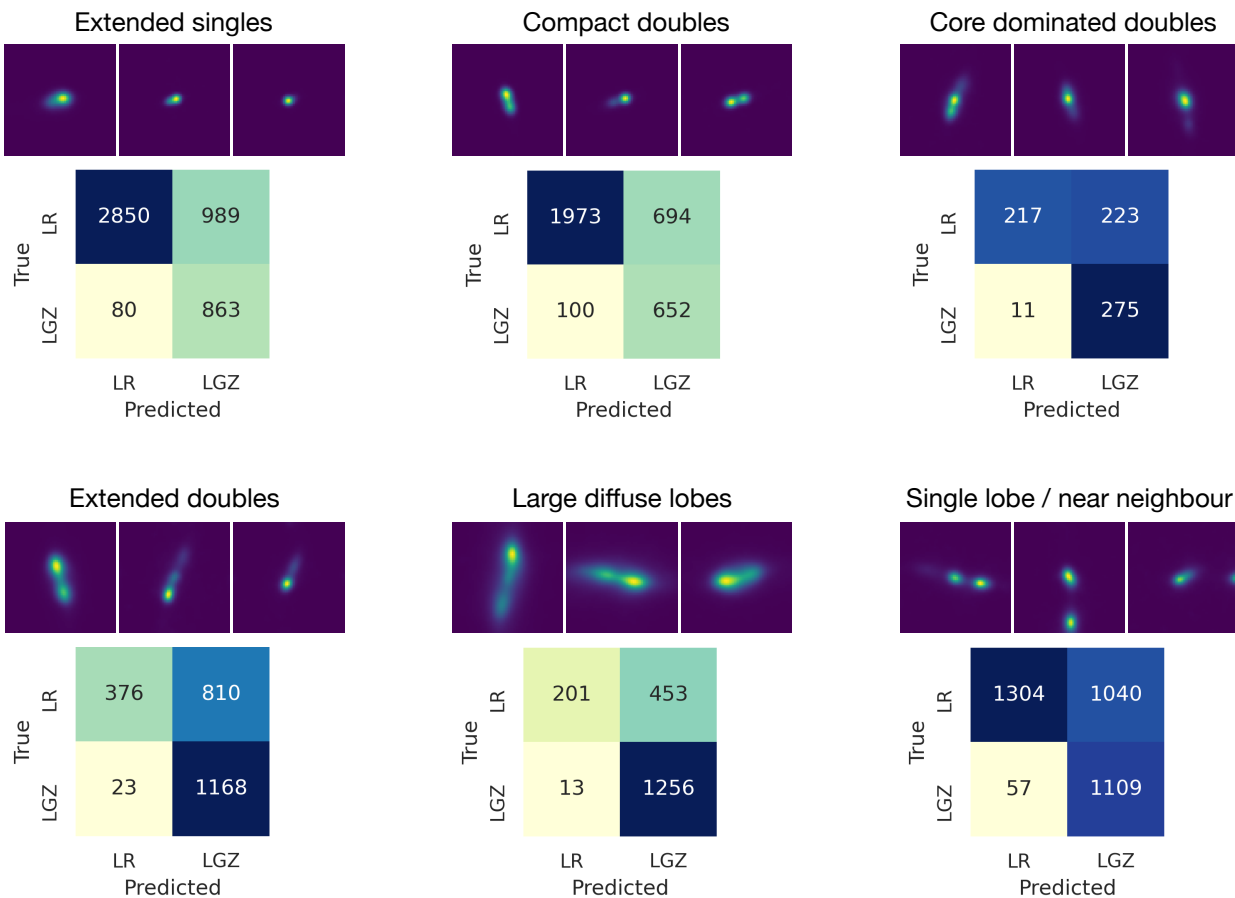 Extended singles
Compact doubles
Core dominated doubles
True
LR
LGZ
2850 989
80 863
LR LGZ
Predicted
True
LR
LGZ
1973 694
100 652
LR LGZ
Predicted
True
LR
LGZ
217 223
11 275
LR LGZ
Predicted
Extended doubles
Large diffuse lobes
Single lobe / near neighbour
True
LR
LGZ
376 810
23 1168
LR LGZ
Predicted
True
LR
LGZ
201 453
13 1256
LR LGZ
Predicted
True
LR
LGZ
1304 1040
57 1109
LR LGZ
Predicted